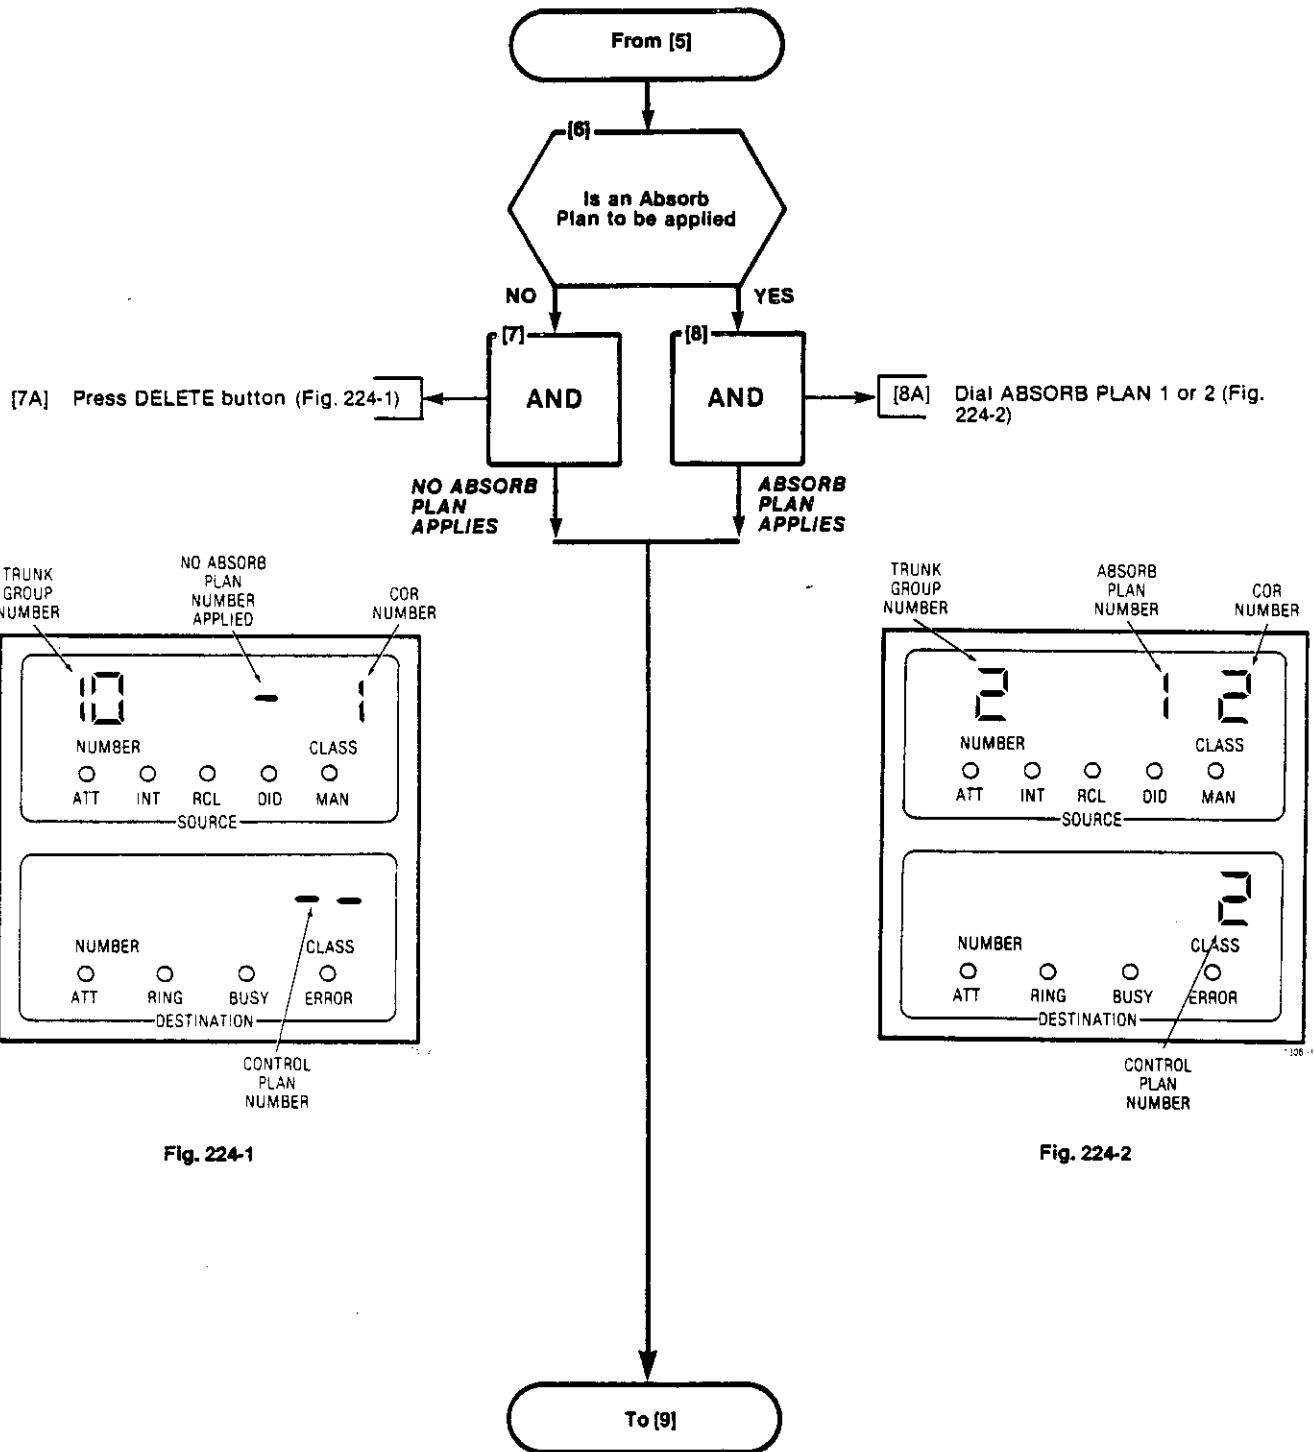 From [5]
[6]
Is an Absorb
Plan to be applied
NO
YES
[7]
[8]
[7A] Press DELETE button (Fig. 224-1)
AND
AND
[8A] Dial ABSORB PLAN 1 or 2 (Fig.
224-2)
NO ABSORB
PLAN
APPLIES
ABSORB
PLAN
APPLIES
TRUNK
GROUP
NUMBER
NO ABSORB
PLAN
NUMBER
APPLIED
COR
NUMBER
10 - 1
NUMBER CLASS
ATT INT RCL DID MAN
SOURCE
- -
NUMBER CLASS
ATT RING BUSY ERROR
DESTINATION
CONTROL
PLAN
NUMBER
Fig. 224-1
TRUNK
GROUP
NUMBER
ABSORB
PLAN
NUMBER
COR
NUMBER
2 1 2
NUMBER CLASS
ATT INT RCL DID MAN
SOURCE
2
NUMBER CLASS
ATT RING BUSY ERROR
DESTINATION
CONTROL
PLAN
NUMBER
Fig. 224-2
To [9]